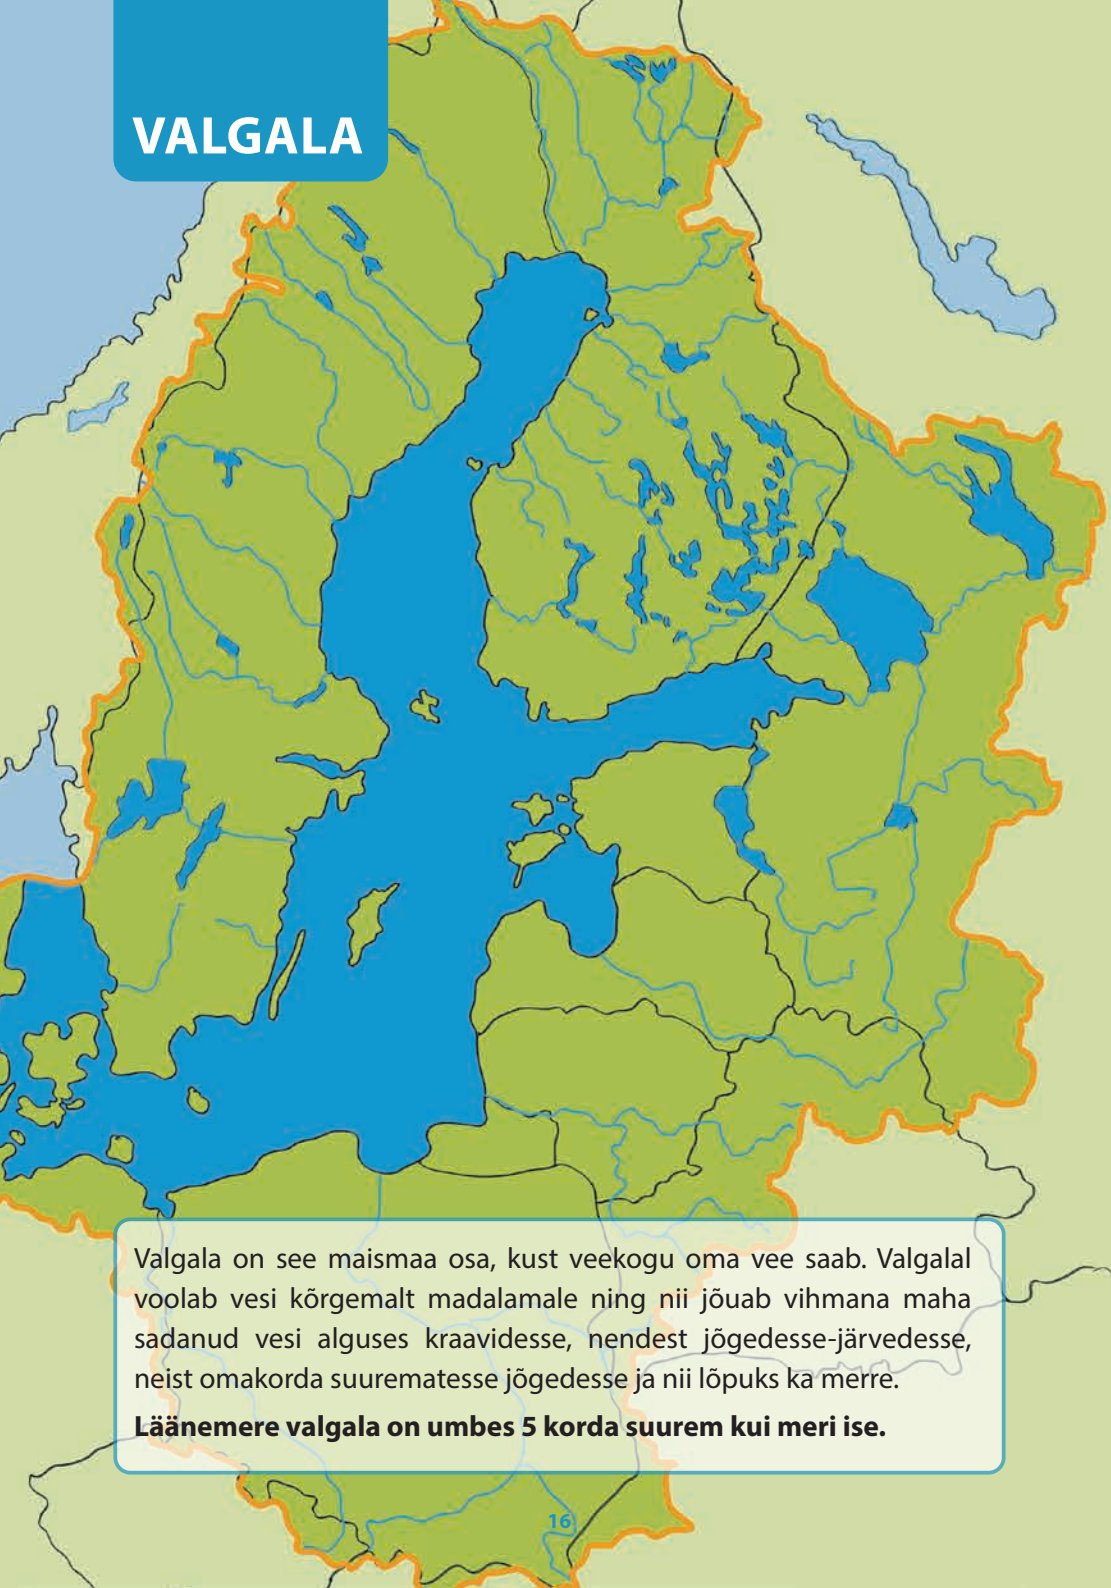 VALGALA
Valgala on see maismaa osa, kust veekogu oma vee saab. Valgalal
voolab vesi kõrgemalt madalamale ning nii jõuab vihmana maha
sadanud vesi alguses kraavidesse, nendest jõgedesse-järvedesse,
neist omakorda suurematesse jõgedesse ja nii lõpuks ka merre.
Läänemere valgala on umbes 5 korda suurem kui meri ise.
16